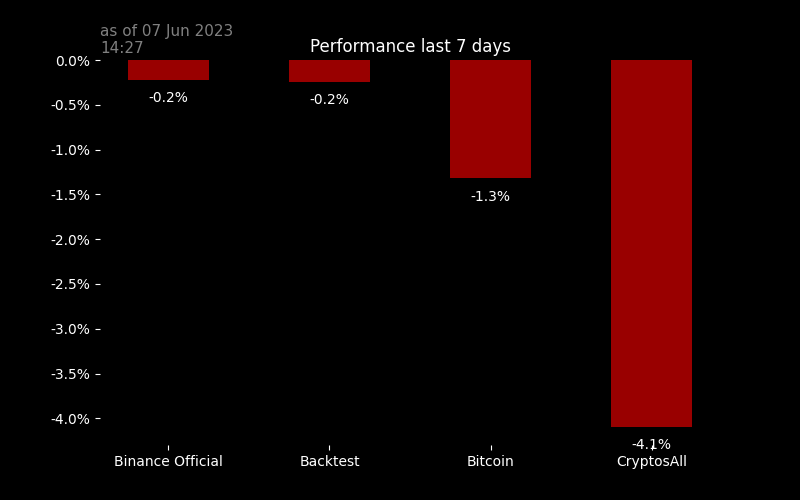 as of 07 Jun 2023
14:27
Performance last 7 days
0.0%
-0.5%
-1.0%
-1.5%
-2.0%
-2.5%
-3.0%
-3.5%
-4.0%
-0.2%
-0.2%
-1.3%
-4.1%
Binance Official
Backtest
Bitcoin
CryptosAll